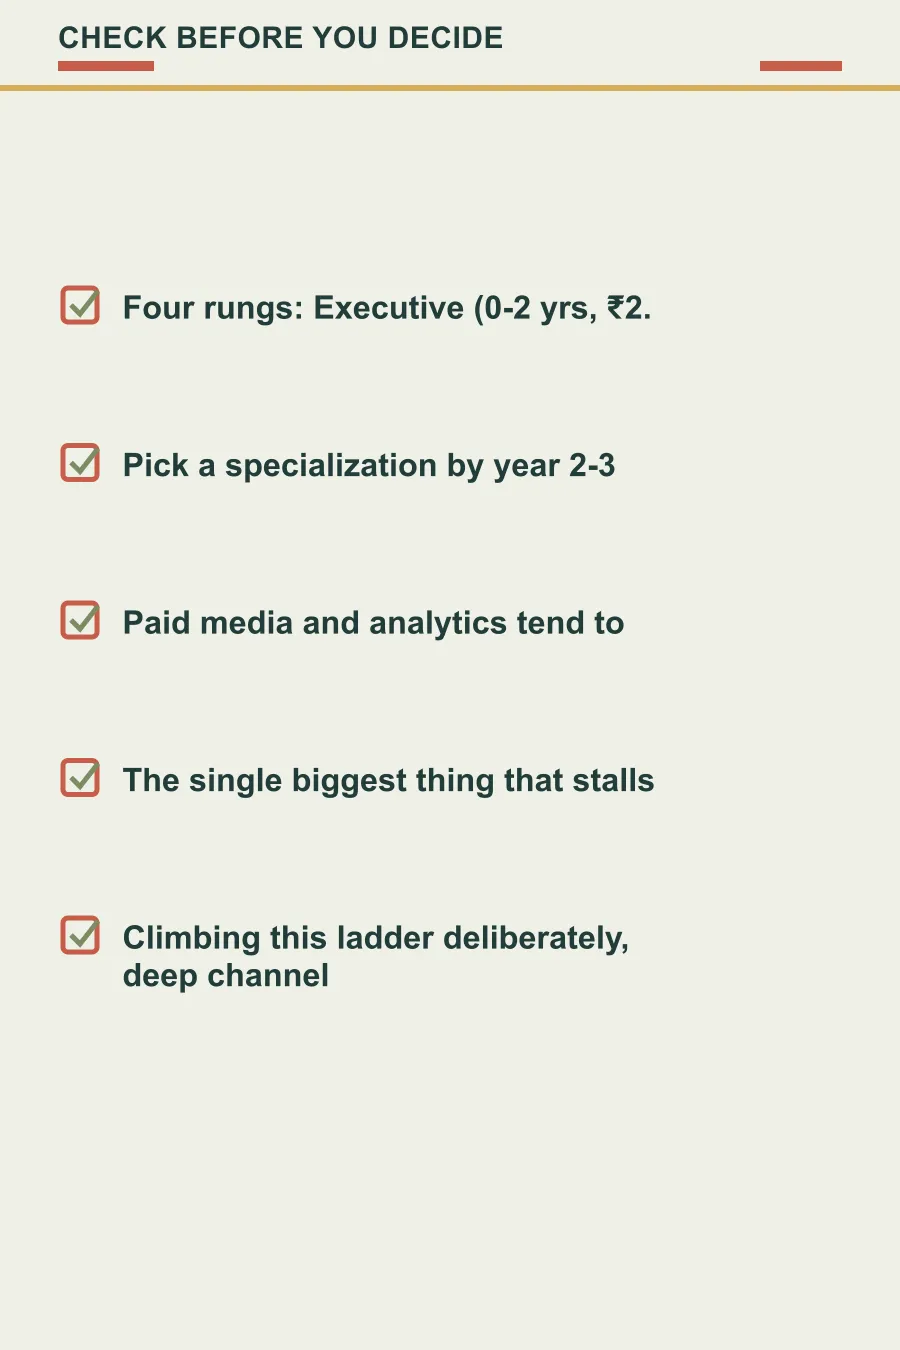 CHECK BEFORE YOU DECIDE
Four rungs: Executive (0-2 yrs, ₹2.
Pick a specialization by year 2-3
Paid media and analytics tend to
The single biggest thing that stalls
Climbing this ladder deliberately,
deep channel